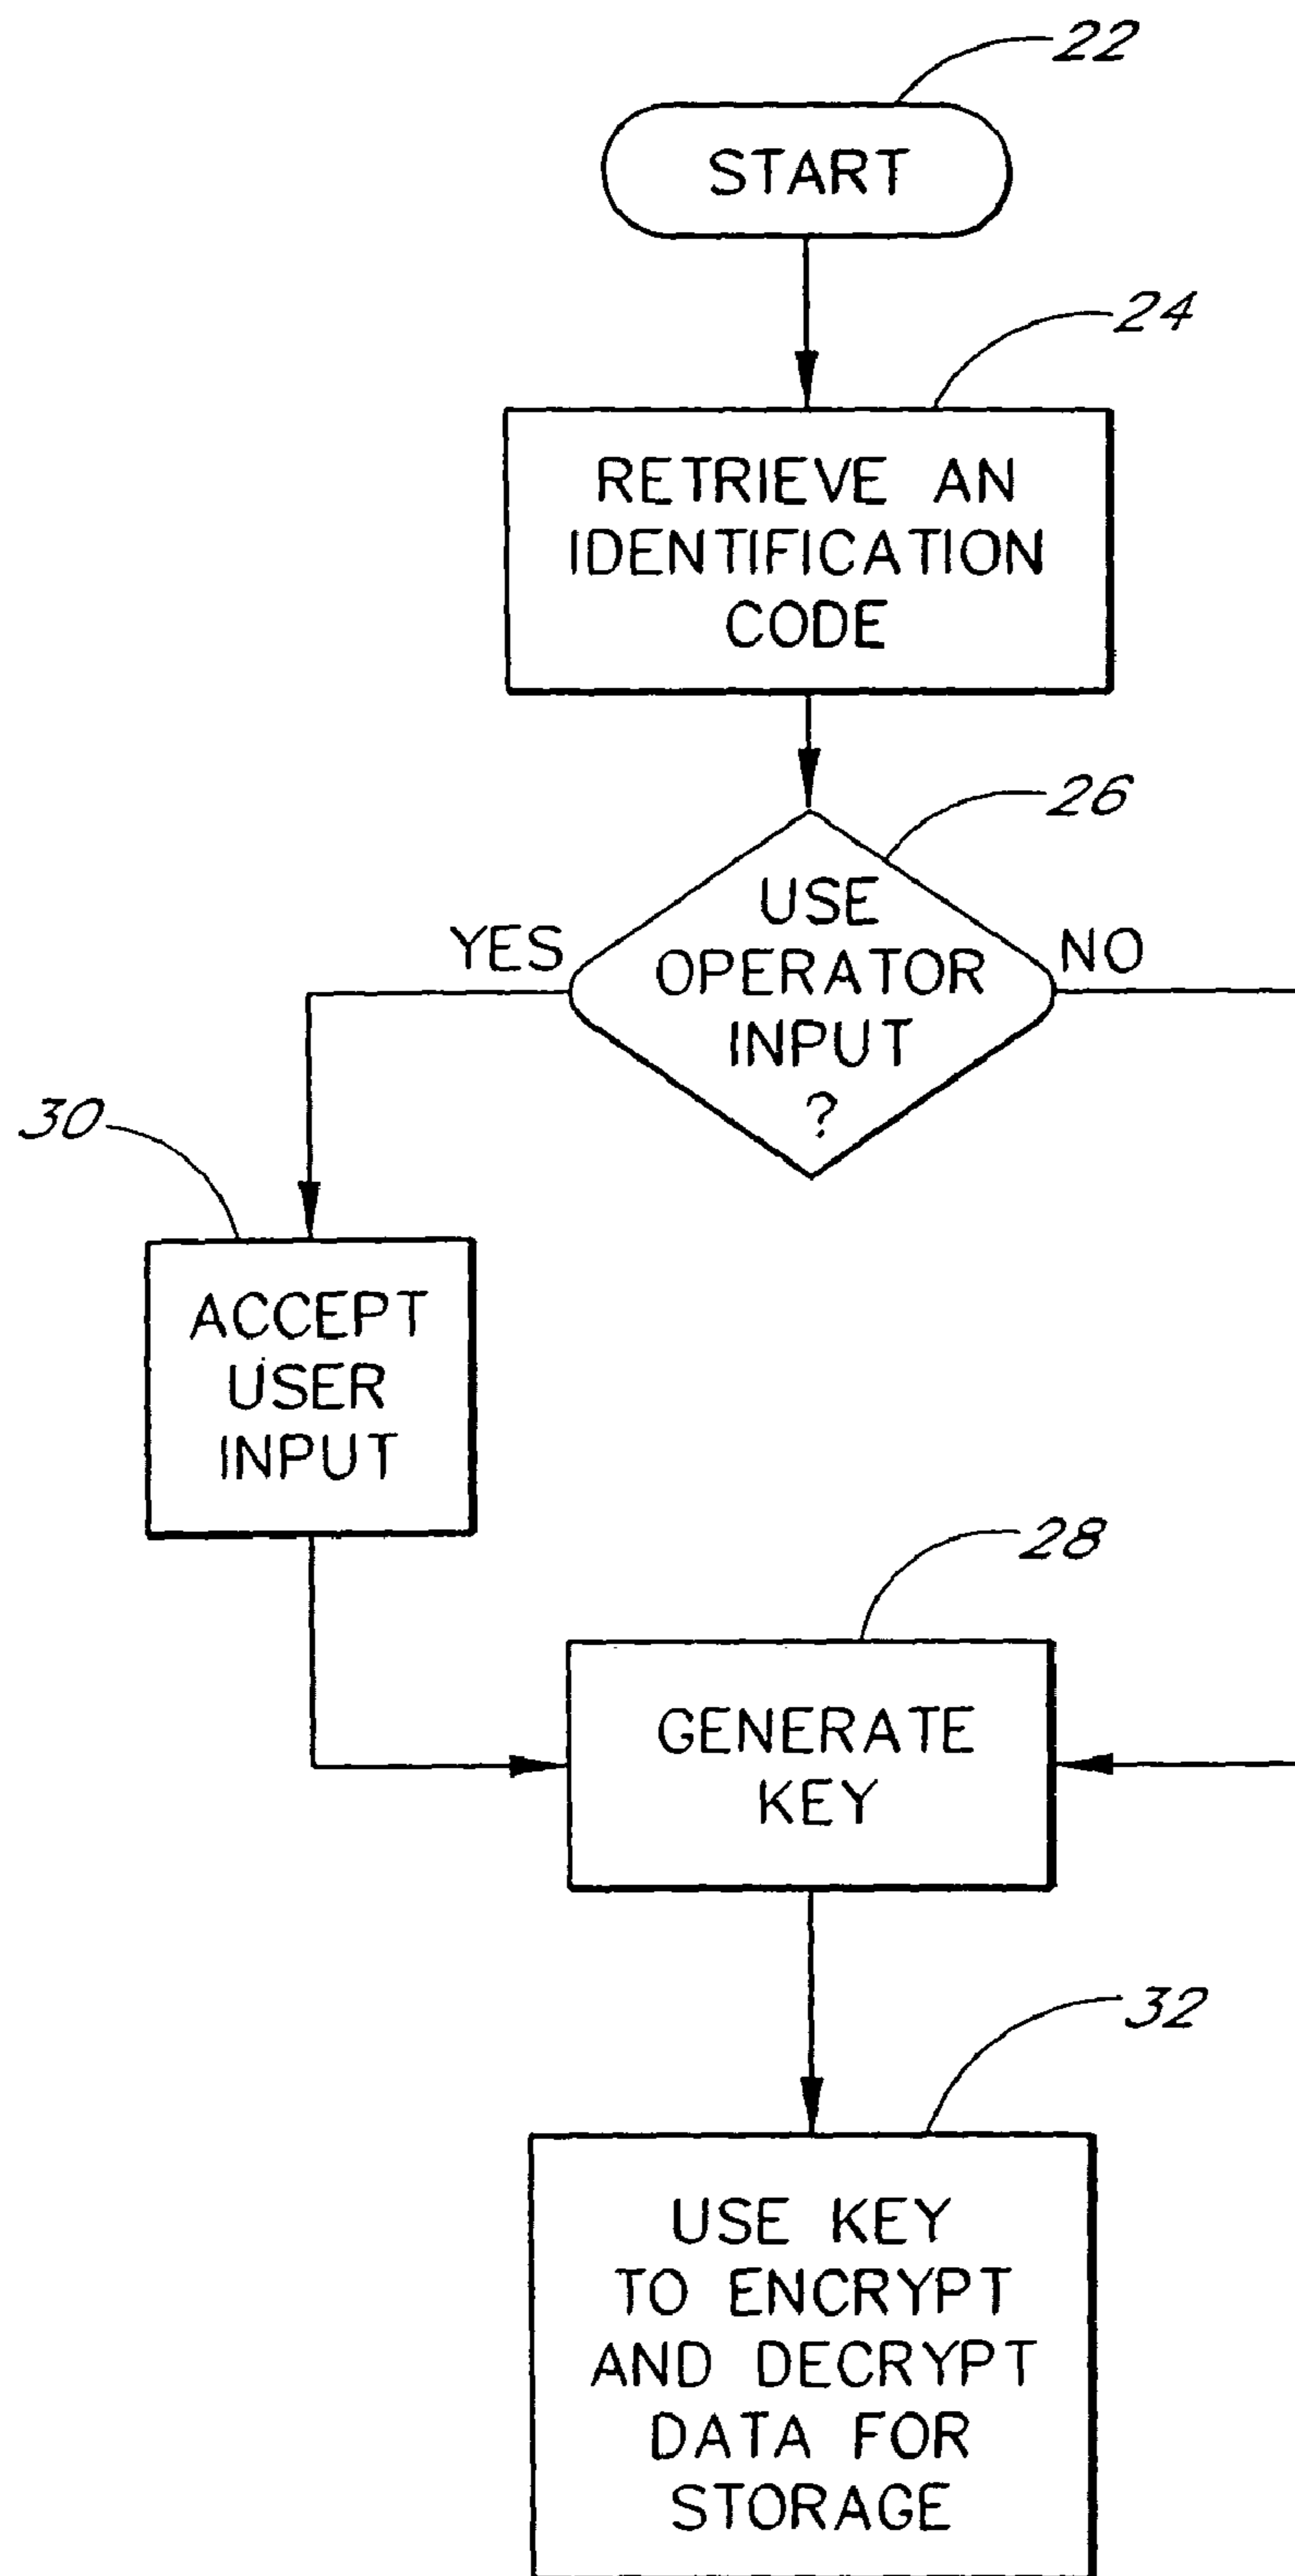 22
START
24
RETRIEVE AN
IDENTIFICATION
CODE
26
USE
OPERATOR
INPUT
?
YES
NO
30
ACCEPT
USER
INPUT
28
GENERATE
KEY
32
USE KEY
TO ENCRYPT
AND DECRYPT
DATA FOR
STORAGE